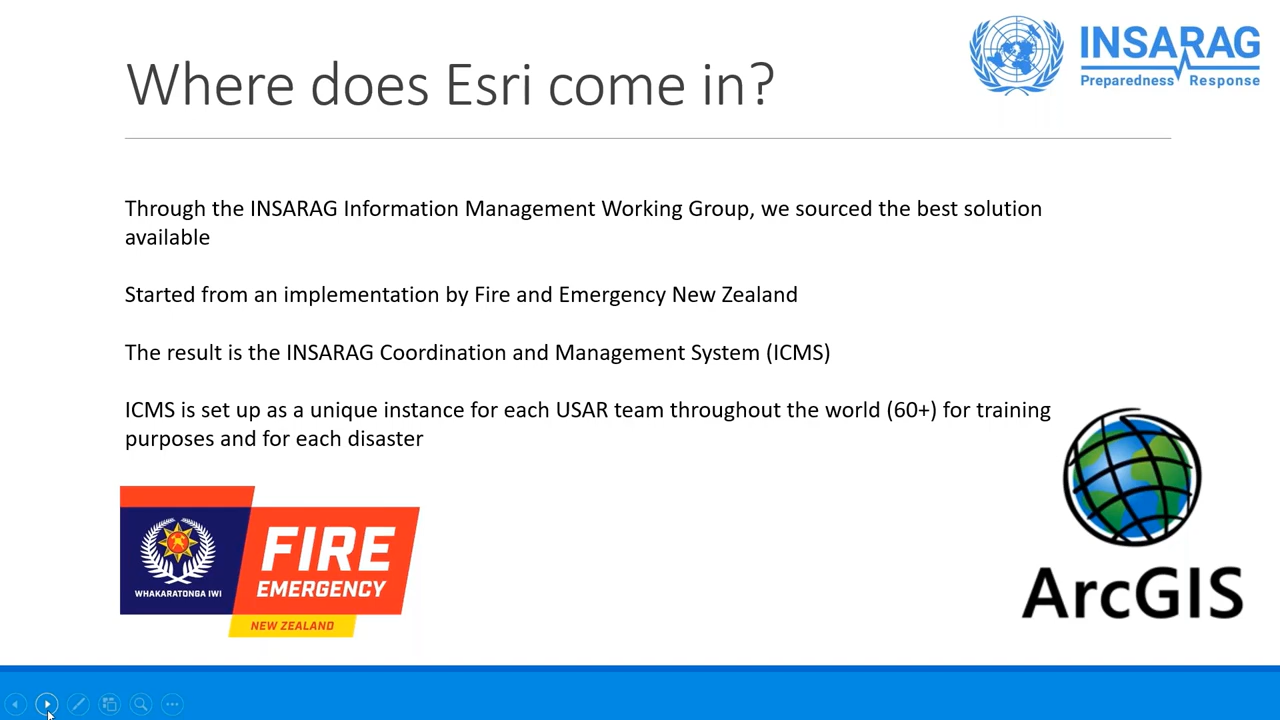 Where does Esri come in?
INSARAG
Preparedness Response
Through the INSARAG Information Management Working Group, we sourced the best solution
available
Started from an implementation by Fire and Emergency New Zealand
The result is the INSARAG Coordination and Management System (ICMS)
ICMS is set up as a unique instance for each USAR team throughout the world (60+) for training
purposes and for each disaster
FIRE
EMERGENCY
WHAKARATONGA IWI
NEW ZEALAND
ArcGIS